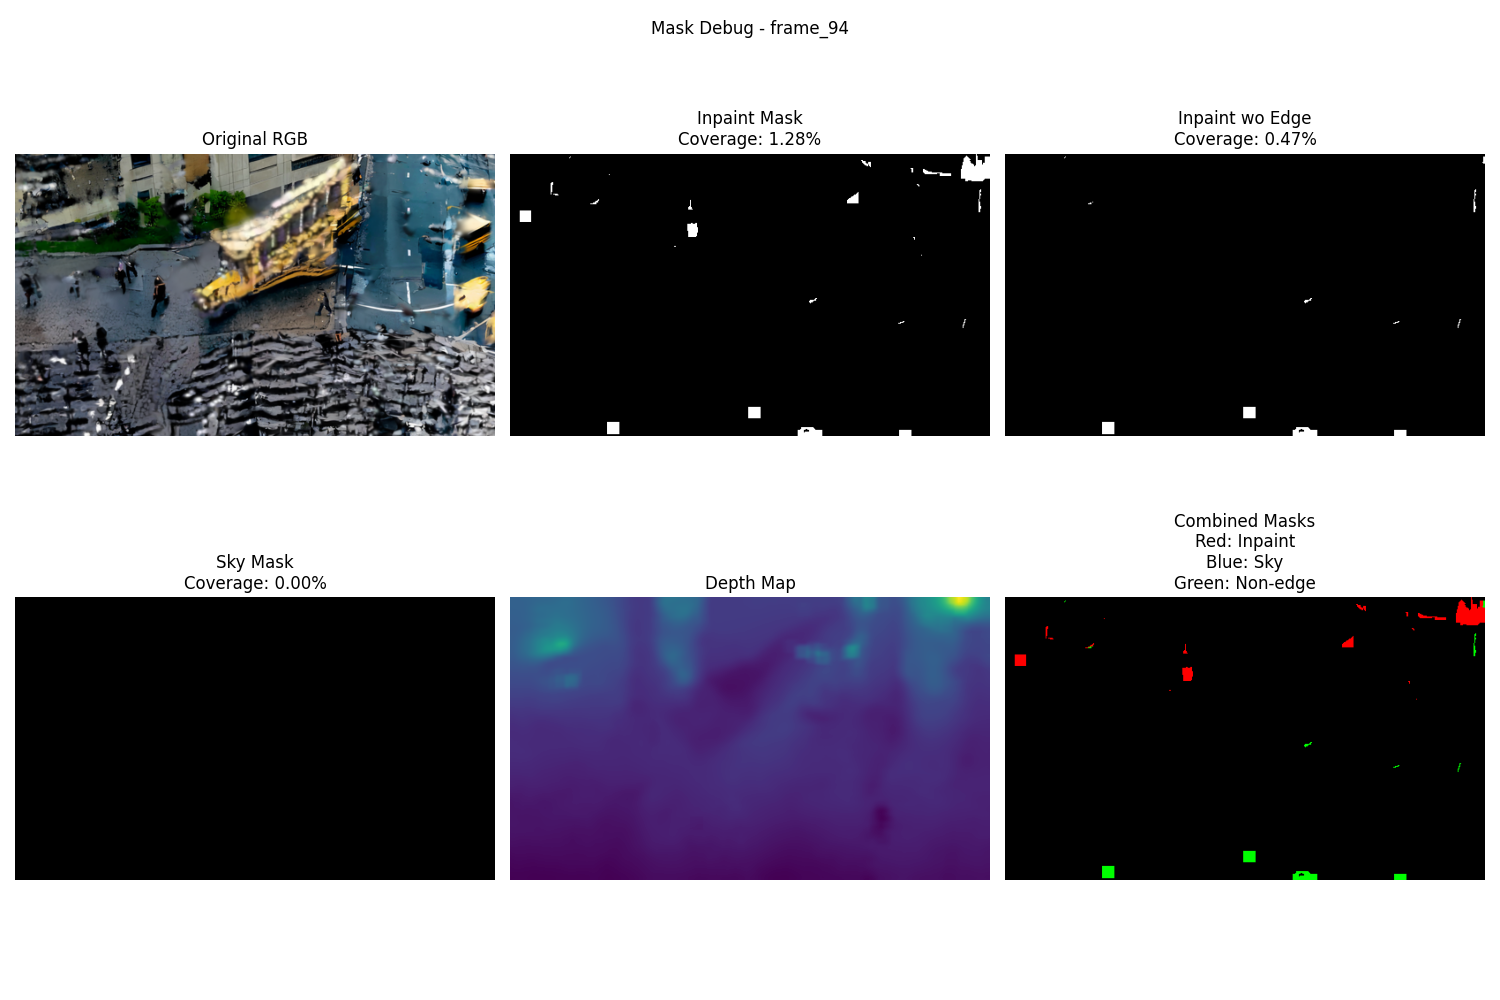 Mask Debug - frame_94
Original RGB
Inpaint Mask
Coverage: 1.28%
Inpaint wo Edge
Coverage: 0.47%
Sky Mask
Coverage: 0.00%
Depth Map
Combined Masks
Red: Inpaint
Blue: Sky
Green: Non-edge